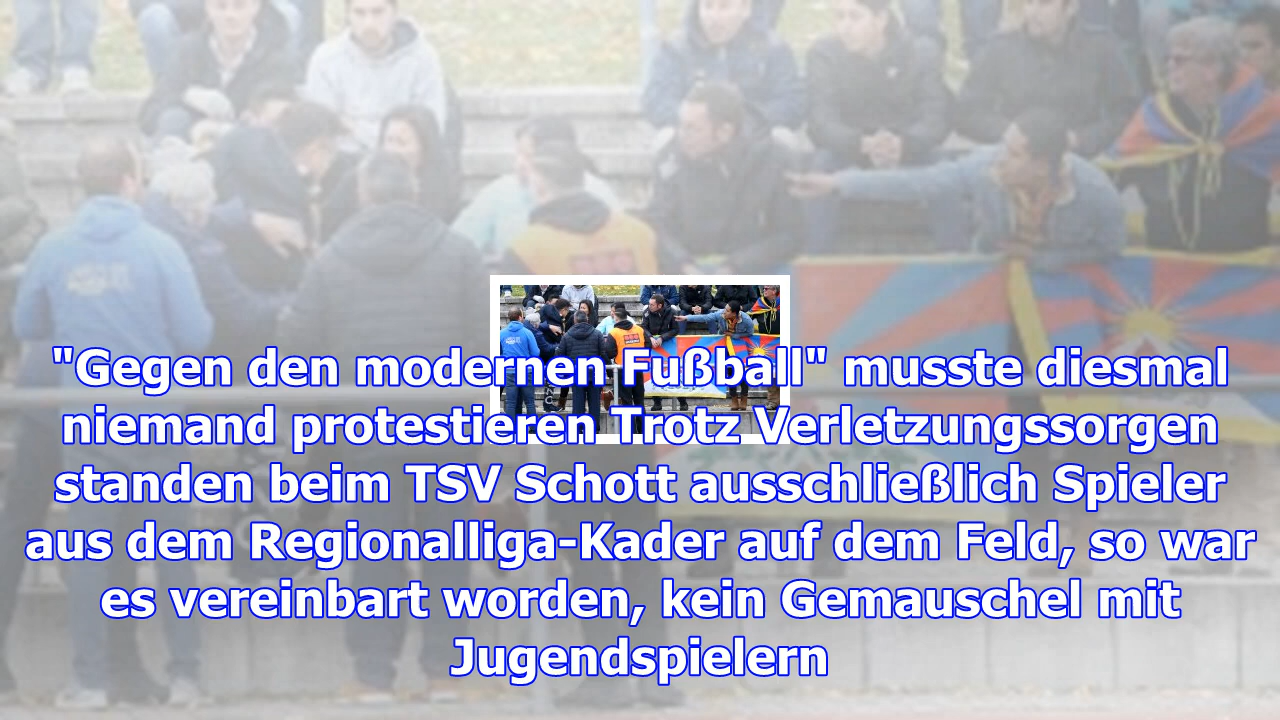 "Gegen den modernen Fußball" musste diesmal
niemand protestieren Trotz Verletzungssorgen
standen beim TSV Schott ausschließlich Spieler
aus dem Regionalliga-Kader auf dem Feld, so war
es vereinbart worden, kein Gemauschel mit
Jugendspielern